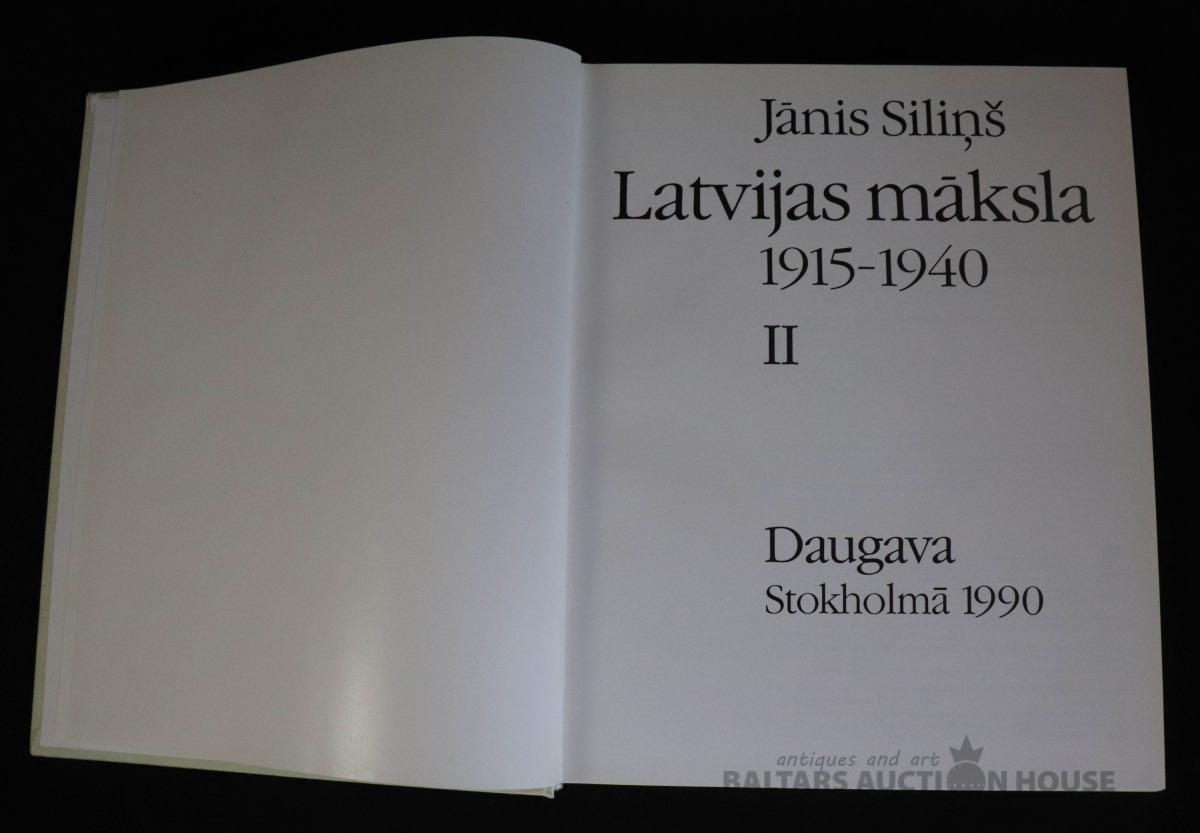 Jānis Siliņš
Latvijas māksla
1915-1940
II
Daugava
Stokholmā 1990
antiques and art
BALTARS AUCTION HOUSE